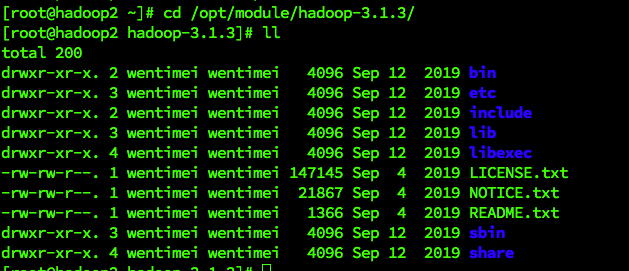 [root@hadoop2 ~]# cd /opt/module/hadoop-3.1.3/
[root@hadoop2 hadoop-3.1.3]# ll
total 200
drwxr-xr-x. 2 wentimei wentimei   4096 Sep 12  2019 bin
drwxr-xr-x. 3 wentimei wentimei   4096 Sep 12  2019 etc
drwxr-xr-x. 2 wentimei wentimei   4096 Sep 12  2019 include
drwxr-xr-x. 3 wentimei wentimei   4096 Sep 12  2019 lib
drwxr-xr-x. 4 wentimei wentimei   4096 Sep 12  2019 libexec
-rw-rw-r--. 1 wentimei wentimei 147145 Sep  4  2019 LICENSE.txt
-rw-rw-r--. 1 wentimei wentimei  21867 Sep  4  2019 NOTICE.txt
-rw-rw-r--. 1 wentimei wentimei   1366 Sep  4  2019 README.txt
drwxr-xr-x. 3 wentimei wentimei   4096 Sep 12  2019 sbin
drwxr-xr-x. 4 wentimei wentimei   4096 Sep 12  2019 share
[root@hadoop2 hadoop-3.1.3]#